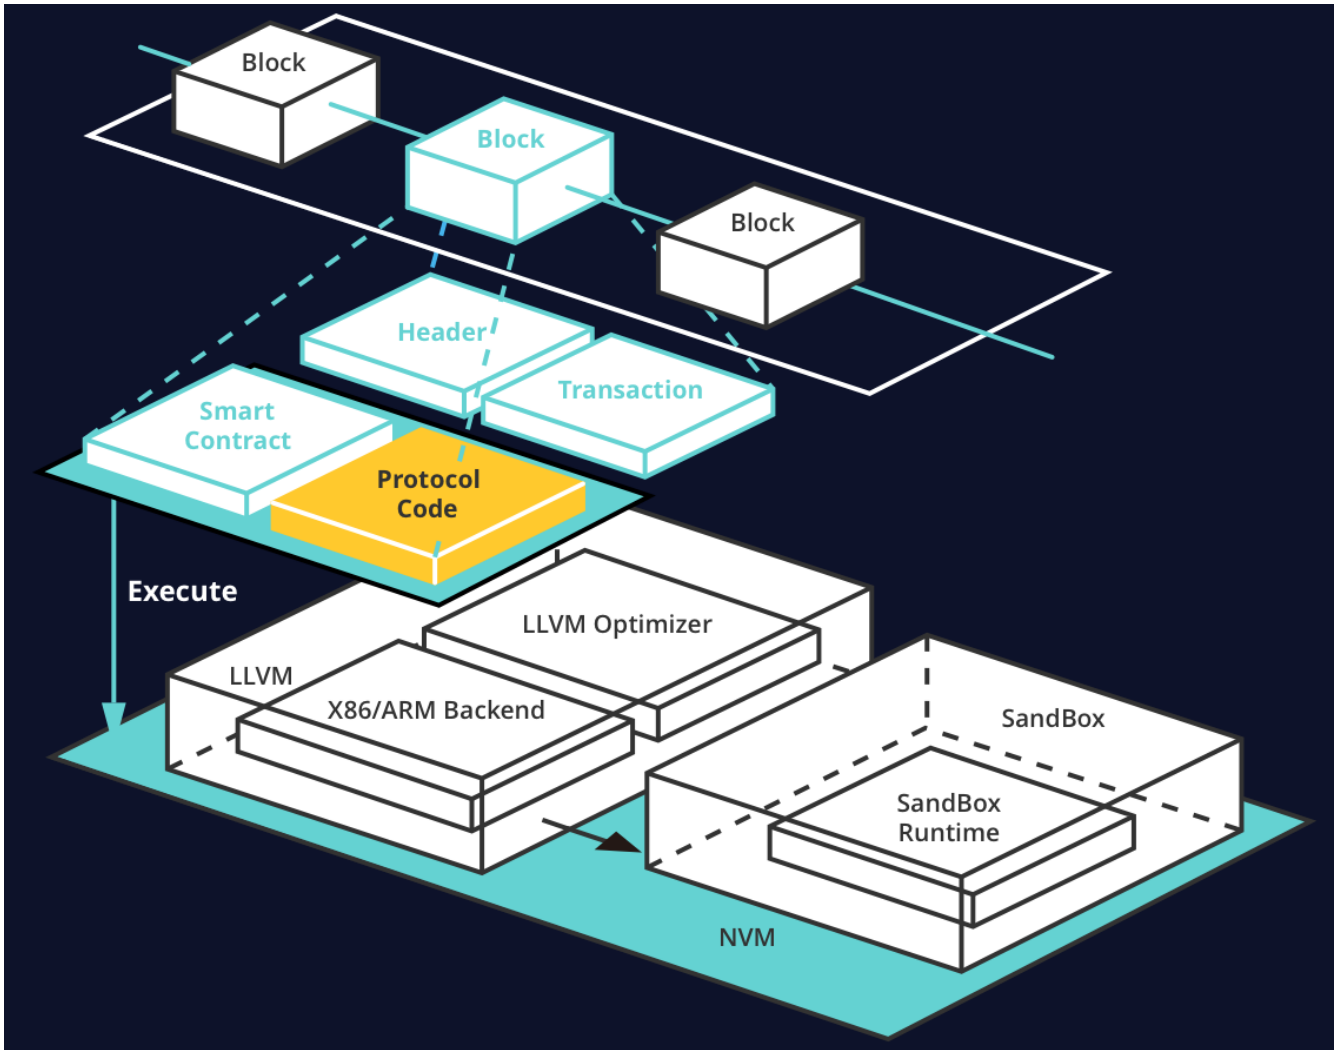 Block
Block
Block
Header
Transaction
Smart
Contract
Protocol
Code
Execute
LLVM Optimizer
LLVM
X86/ARM Backend
SandBox
SandBox
Runtime
NVM